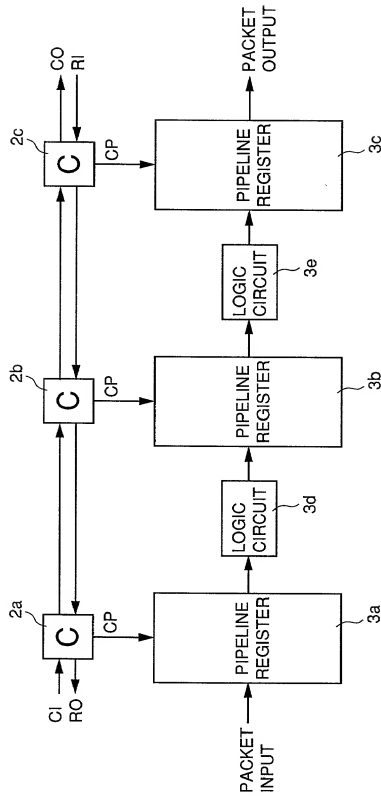 2a
2b
2c
CI
C
C
C
CO
RO
RI
CP
CP
CP
PACKET
INPUT
PIPELINE
REGISTER
LOGIC
CIRCUIT
PIPELINE
REGISTER
LOGIC
CIRCUIT
PIPELINE
REGISTER
PACKET
OUTPUT
3a
3d
3b
3e
3c